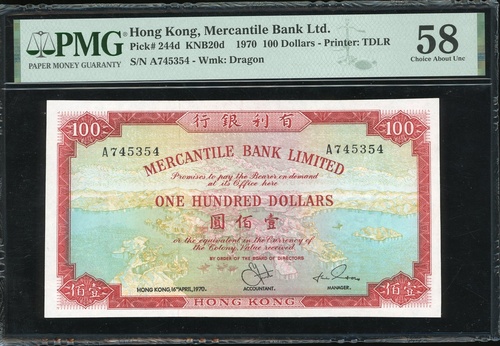 PMG
PAPER MONEY GUARANTY
Hong Kong, Mercantile Bank Ltd.
Pick# 244d KNB20d 1970 100 Dollars - Printer: TDLR
S/N A745354 - Wmk: Dragon
58
Choice About Unc
行銀利有
100
100
A745354
A745354
MERCANTILE BANK LIMITED
Promises to pay the Bearer on demand
at its Office here
ONE HUNDRED DOLLARS
圓佰壹
or the equivalent in the Currency of
the Colony, Value received.
BY ORDER OF THE BOARD OF DIRECTORS
HONG KONG, 16TH APRIL, 1970.
ACCOUNTANT.
MANAGER.
佰壹
佰壹
HONG KONG